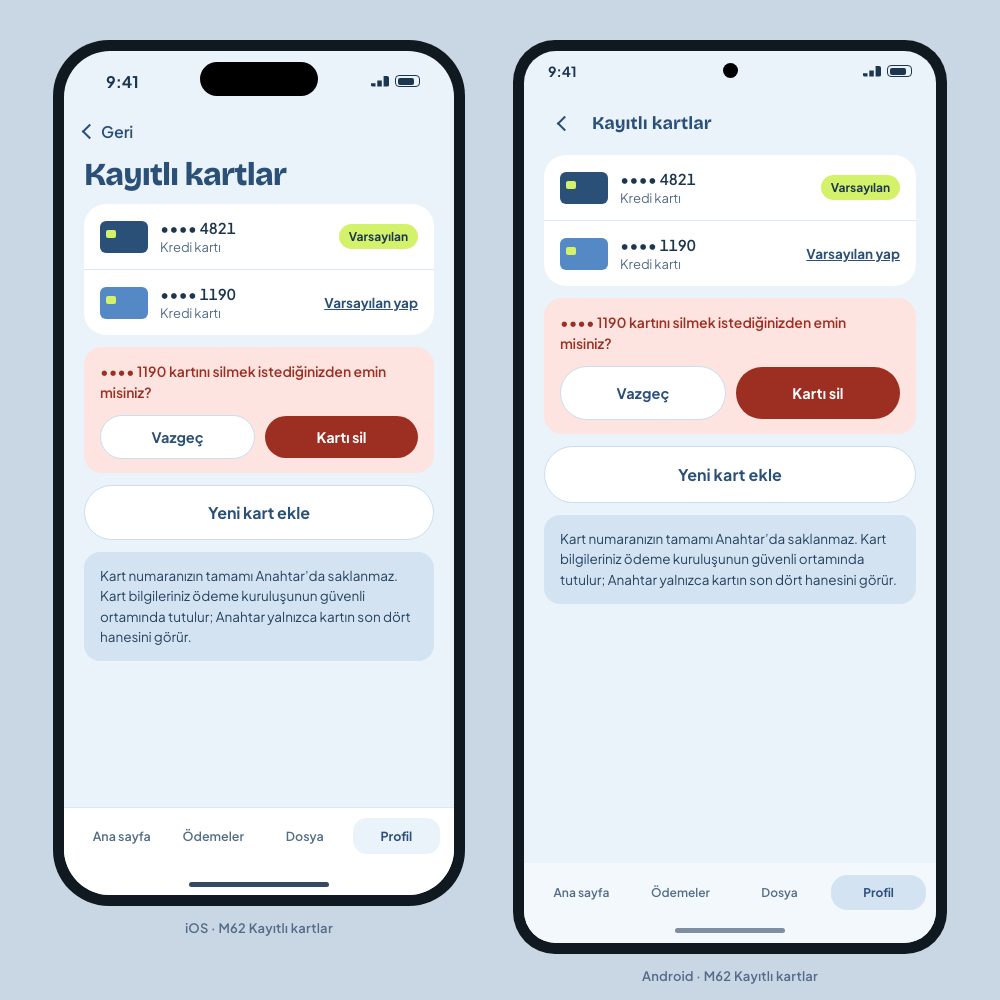 9:41
Geri
Kayıtlı kartlar
•••• 4821
Kredi kartı
Varsayılan
•••• 1190
Kredi kartı
Varsayılan yap
•••• 1190 kartını silmek istediğinizden emin
misiniz?
Vazgeç
Kartı sil
Yeni kart ekle
Kart numaranızın tamamı Anahtar’da saklanmaz.
Kart bilgileriniz ödeme kuruluşunun güvenli
ortamında tutulur; Anahtar yalnızca kartın son dört
hanesini görür.
Ana sayfa
Ödemeler
Dosya
Profil
iOS · M62 Kayıtlı kartlar
9:41
Kayıtlı kartlar
•••• 4821
Kredi kartı
Varsayılan
•••• 1190
Kredi kartı
Varsayılan yap
•••• 1190 kartını silmek istediğinizden emin
misiniz?
Vazgeç
Kartı sil
Yeni kart ekle
Kart numaranızın tamamı Anahtar’da saklanmaz. Kart
bilgileriniz ödeme kuruluşunun güvenli ortamında
tutulur; Anahtar yalnızca kartın son dört hanesini görür.
Ana sayfa
Ödemeler
Dosya
Profil
Android · M62 Kayıtlı kartlar